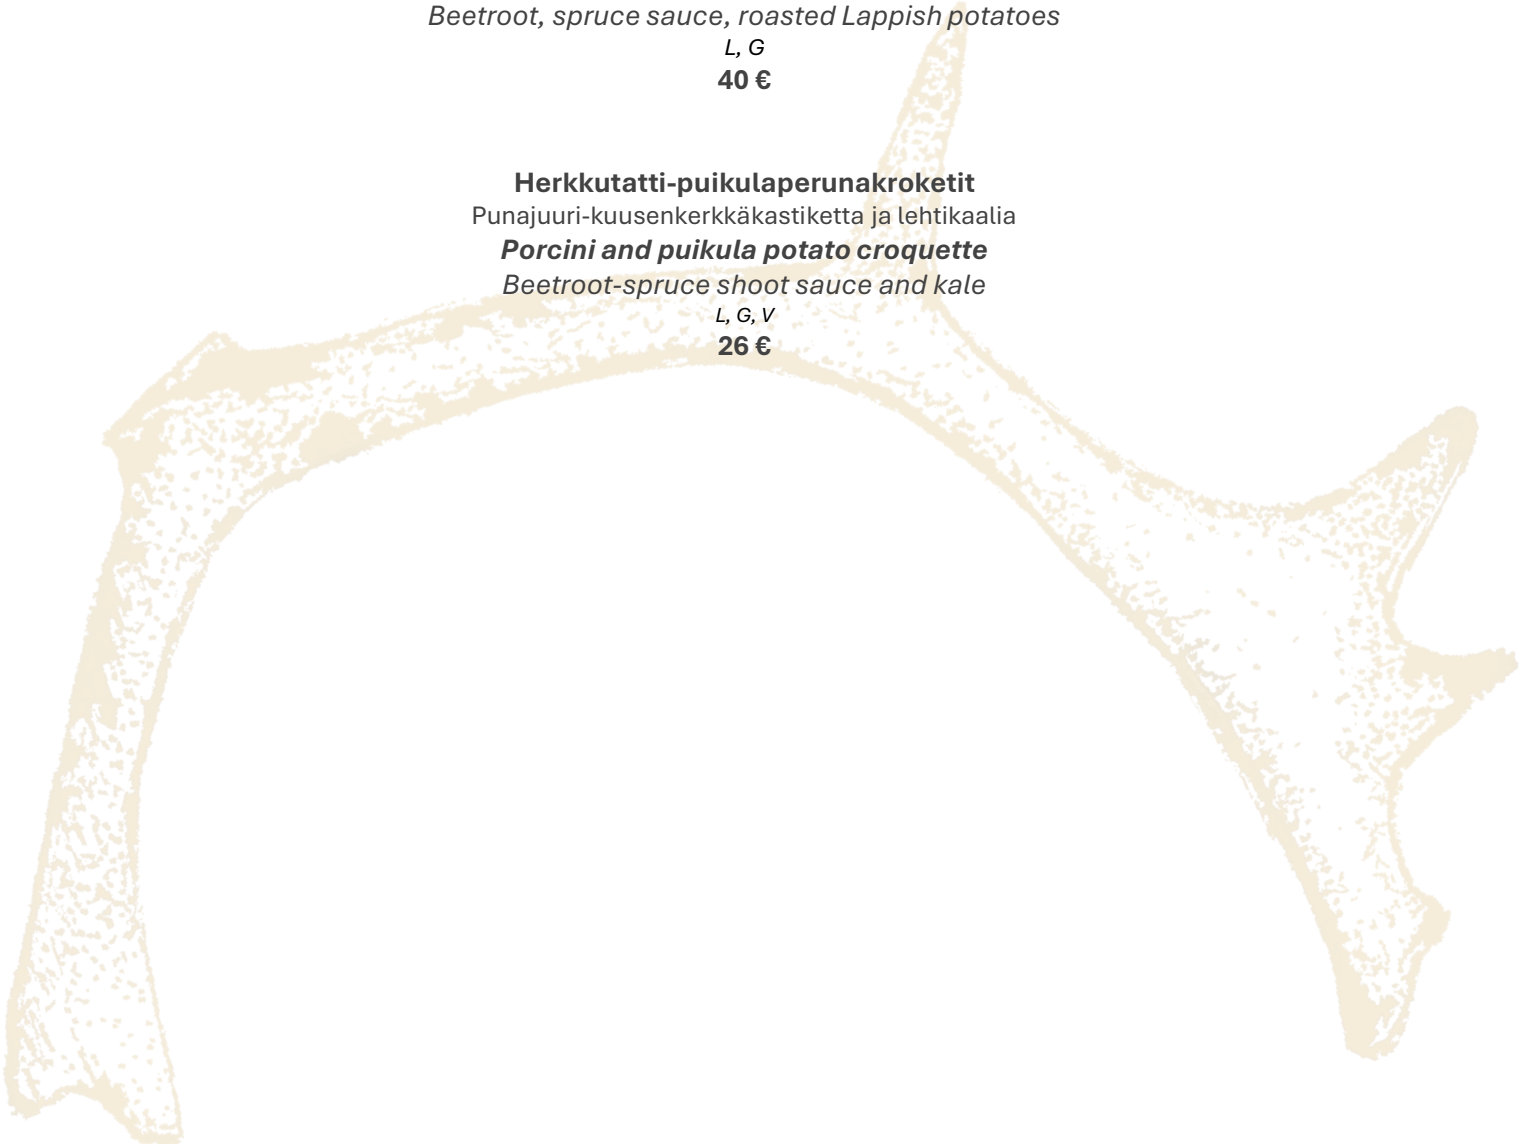 Beetroot, spruce sauce, roasted Lappish potatoes
L, G
40 €
Herkkutatti-puikulaperunakroketit
Punajuuri-kuusenkerkkäkastiketta ja lehtikaalia
Porcini and puikula potato croquette
Beetroot-spruce shoot sauce and kale
L, G, V
26 €